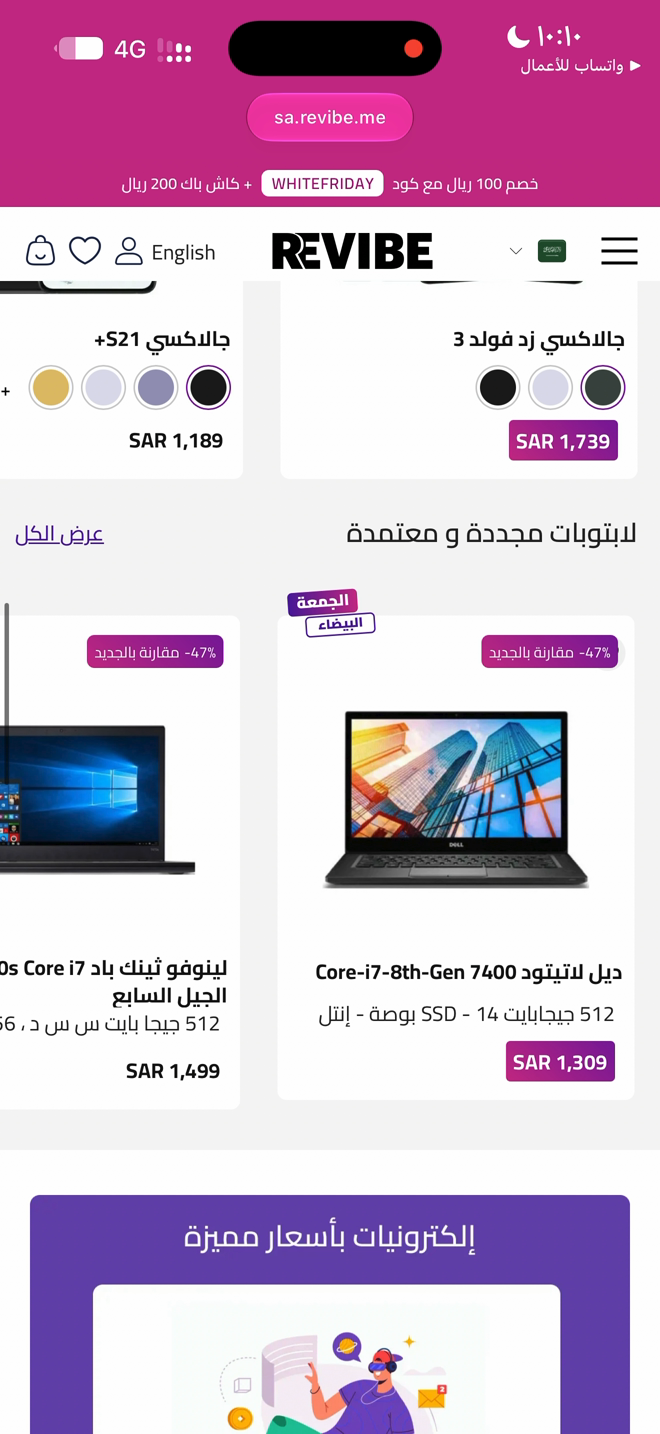 ١٠:١٠
4G
◀ واتساب للأعمال
sa.revibe.me
خصم 100 ريال مع كود WHITEFRIDAY + كاش باك 200 ريال
REVIBE
English
جالاكسي زد فولد 3
SAR 1,739
جالاكسي S21+
+
SAR 1,189
لابتوبات مجددة و معتمدة
عرض الكل
الجمعة
البيضاء
-47% مقارنة بالجديد
DELL
ديل لاتيتود 7400 Core-i7-8th-Gen
512 جيجابايت SSD - 14 بوصة - إنتل
SAR 1,309
-47% مقارنة بالجديد
لينوفو ثينك باد 0s Core i7
الجيل السابع
512 جيجا بايت س س د ، 56
SAR 1,499
إلكترونيات بأسعار مميزة
2